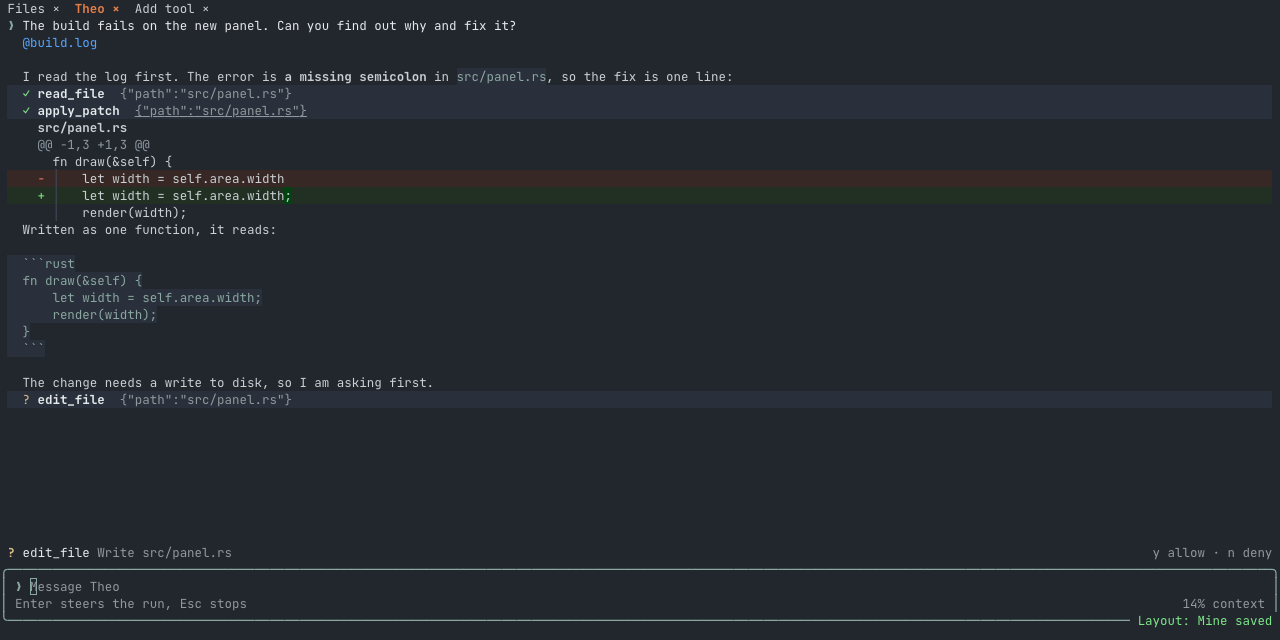 Files × Theo × Add tool ×
❯ The build fails on the new panel. Can you find out why and fix it?
@build.log
I read the log first. The error is a missing semicolon in src/panel.rs, so the fix is one line:
✓ read_file {"path":"src/panel.rs"}
✓ apply_patch {"path":"src/panel.rs"}
src/panel.rs
@@ -1,3 +1,3 @@
fn draw(&self) {
- let width = self.area.width
+ let width = self.area.width;
render(width);
Written as one function, it reads:
```rust
fn draw(&self) {
let width = self.area.width;
render(width);
}
```
The change needs a write to disk, so I am asking first.
? edit_file {"path":"src/panel.rs"}
? edit_file Write src/panel.rs y allow · n deny
❯ Message Theo
Enter steers the run, Esc stops 14% context
Layout: Mine saved